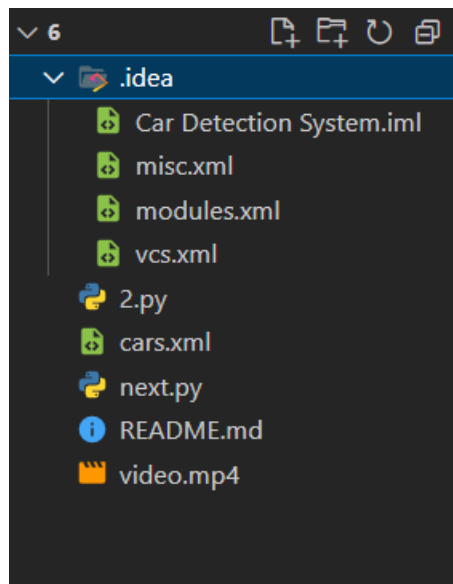 6
.idea
Car Detection System.iml
misc.xml
modules.xml
vcs.xml
2.py
cars.xml
next.py
README.md
video.mp4